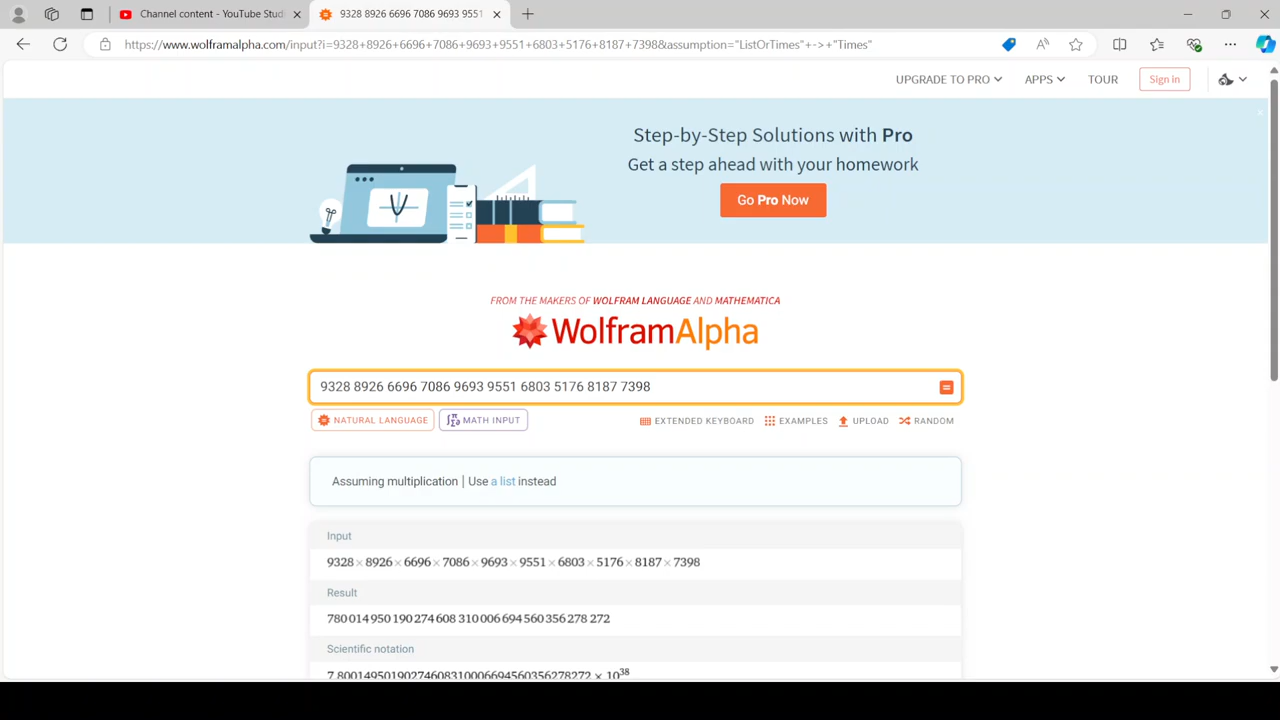 Channel content - YouTube Stud
9328 8926 6696 7086 9693 9551
https://www.wolframalpha.com/input?i=9328+8926+6696+7086+9693+9551+6803+5176+8187+7398&assumption="ListOrTimes"+->+"Times"
UPGRADE TO PRO APPS TOUR Sign in
Step-by-Step Solutions with Pro
Get a step ahead with your homework
Go Pro Now
FROM THE MAKERS OF WOLFRAM LANGUAGE AND MATHEMATICA
WolframAlpha
9328 8926 6696 7086 9693 9551 6803 5176 8187 7398
NATURAL LANGUAGE MATH INPUT EXTENDED KEYBOARD EXAMPLES UPLOAD RANDOM
Assuming multiplication | Use a list instead
Input
9328×8926×6696×7086×9693×9551×6803×5176×8187×7398
Result
780 014 950 190 274 608 310 006 694 560 356 278 272
Scientific notation
7.80014950190274608310006694560356278272 × 10^38